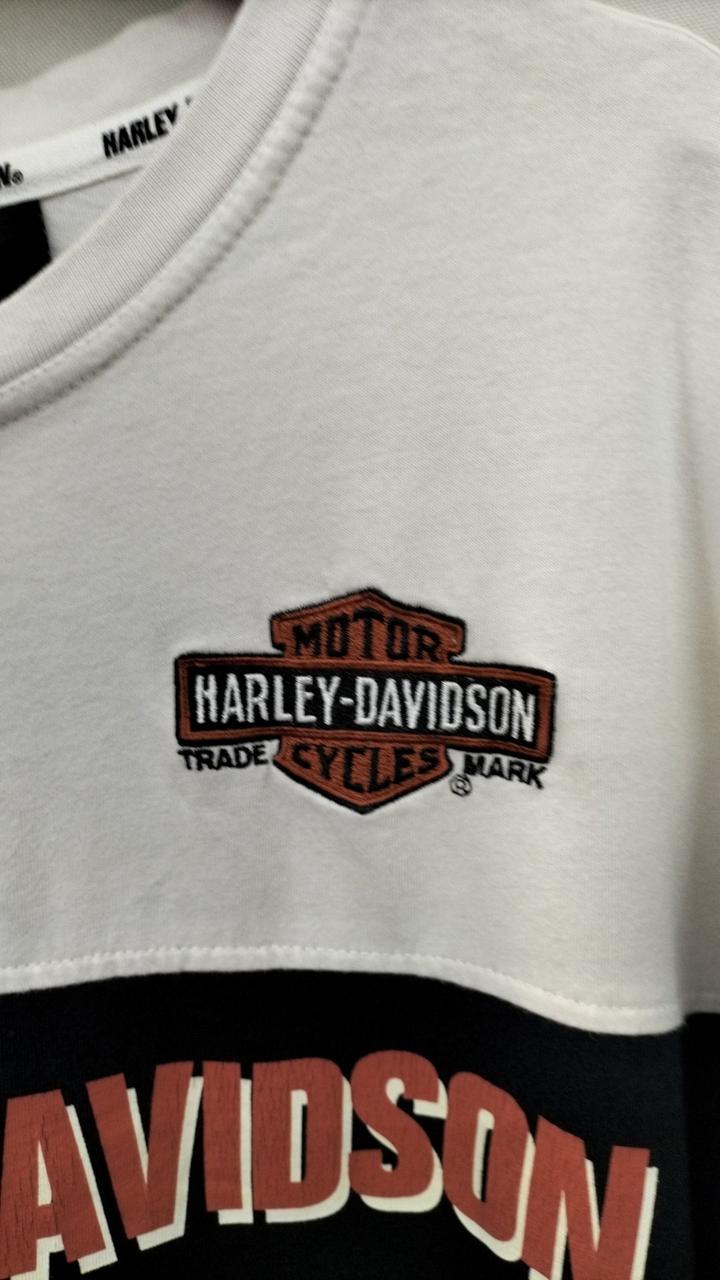 HARLEY
N®
MOTOR
HARLEY-DAVIDSON
TRADE CYCLES ® MARK
AVIDSON